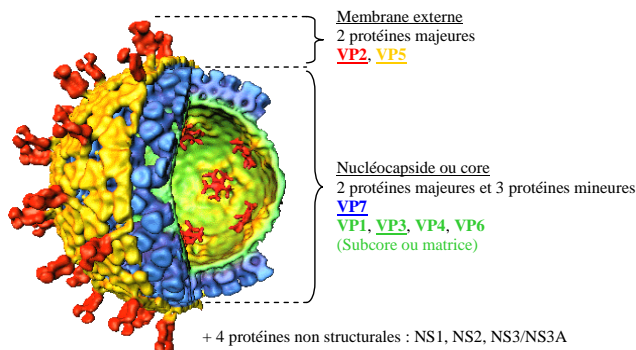 Membrane externe
2 protéines majeures
VP2, VP5
Nucléocapside ou core
2 protéines majeures et 3 protéines mineures
VP7
VP1, VP3, VP4, VP6
(Subcore ou matrice)
+ 4 protéines non structurales : NS1, NS2, NS3/NS3A